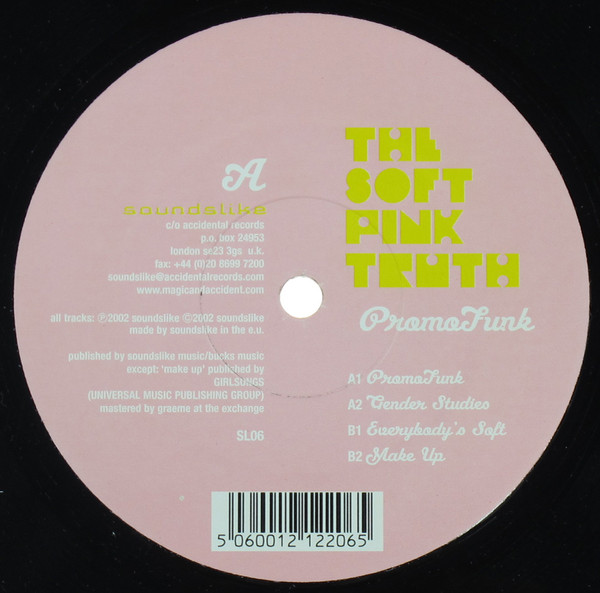 A
soundslike
c/o accidental records
p.o. box 24953
london se23 3gs u.k.
fax: +44 (0)20 8699 7200
soundslike@accidentalrecords.com
www.magicandaccident.com
all tracks: ℗2002 soundslike ©2002 soundslike
made by soundslike in the e.u.
published by soundslike music/bucks music
except: 'make up' published by
GIRLSONGS
(UNIVERSAL MUSIC PUBLISHING GROUP)
mastered by graeme at the exchange
SL06
THE
SOFT
PINK
TRUTH
PromoFunk
A1 PromoFunk
A2 Gender Studies
B1 Everybody's Soft
B2 Make Up
5 060012 122065